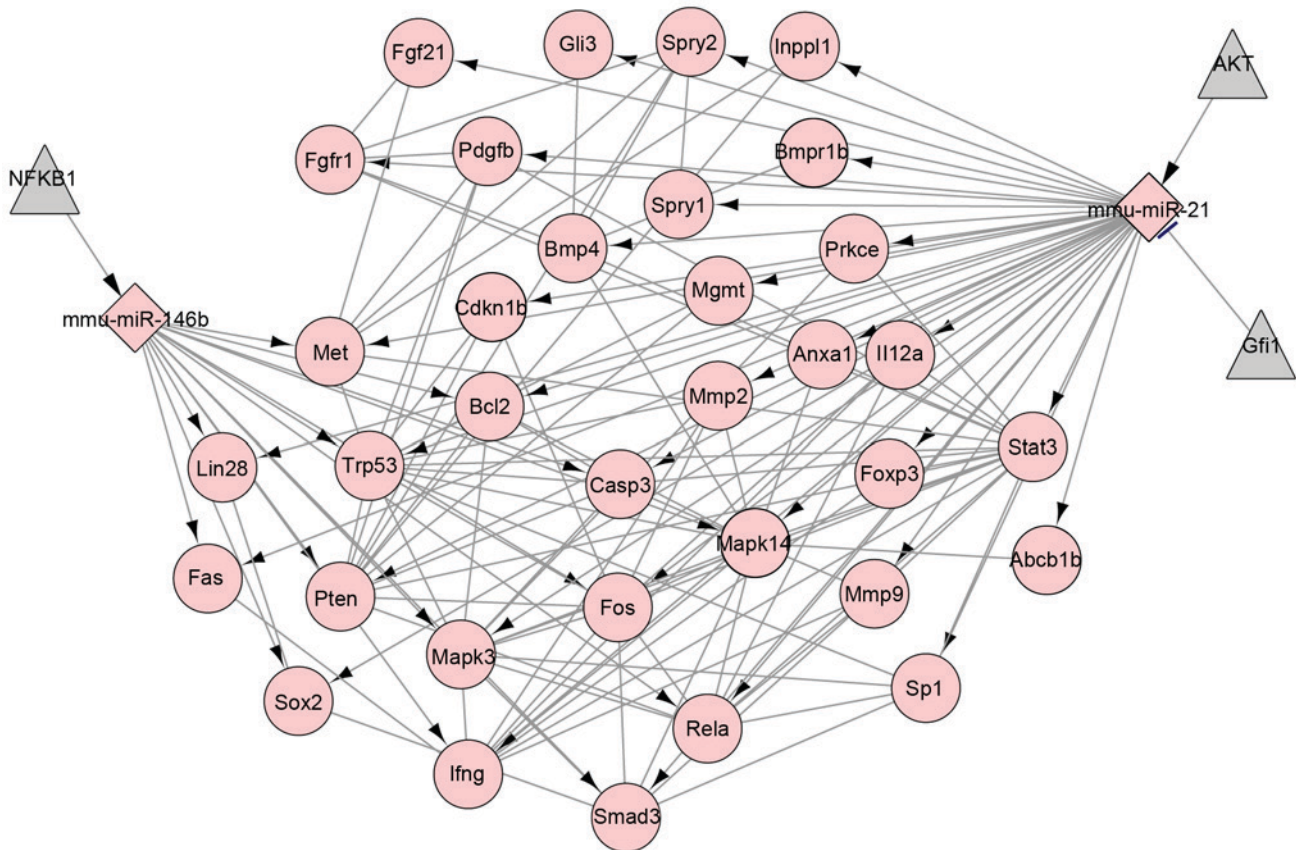 Fgf21
Gli3
Spry2
Inppl1
AKT
Fgfr1
Pdgfb
Bmpr1b
NFKB1
Spry1
mmu-miR-21
Bmp4
Prkce
Mgmt
Cdkn1b
mmu-miR-146b
Met
Anxa1
Il12a
Gfi1
Mmp2
Bcl2
Lin28
Trp53
Casp3
Foxp3
Stat3
Mapk14
Abcb1b
Fas
Pten
Fos
Mmp9
Mapk3
Sox2
Rela
Sp1
Ifng
Smad3